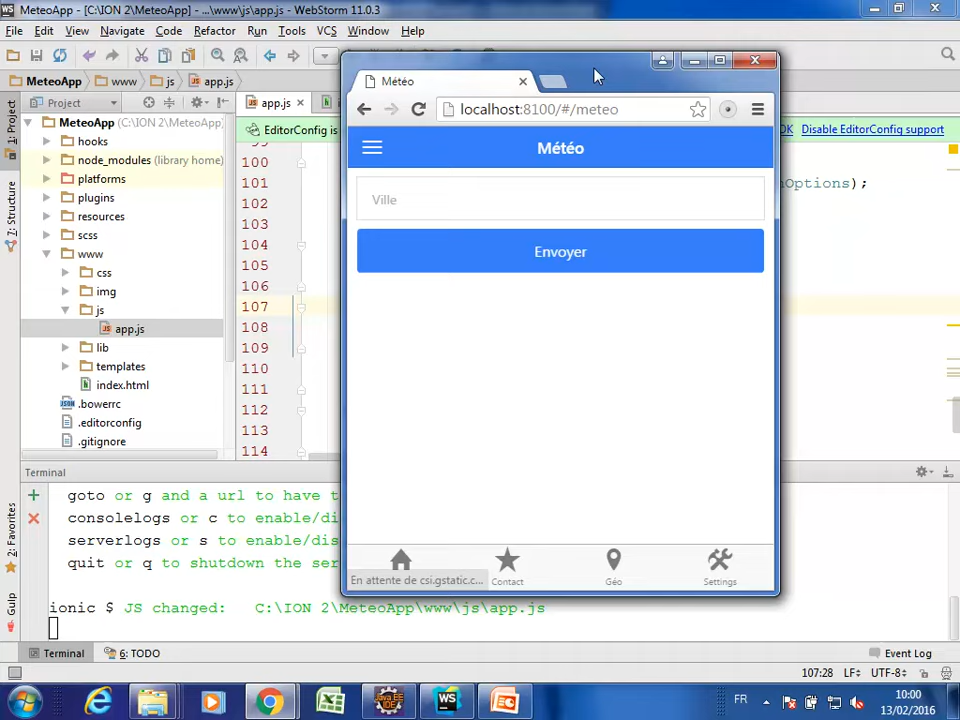 MeteoApp - [C:\ION 2\MeteoApp] - ...\www\js\app.js - WebStorm 11.0.3
File Edit View Navigate Code Refactor Run Tools VCS Window Help
MeteoApp www js app.js
Project
app.js
1: Project
Structure
2: Favorites
Gulp
MeteoApp (C:\ION 2\MeteoApp)
hooks
node_modules (library home)
platforms
plugins
resources
scss
www
css
img
js
app.js
lib
templates
index.html
.bowerrc
.editorconfig
.gitignore
EditorConfig is
OK Disable EditorConfig support
100
101
nOptions);
102
103
104
105
106
107
108
109
110
111
112
113
114
Météo
localhost:8100/#/meteo
Météo
Ville
Envoyer
En attente de csi.gstatic.c...
Contact
Géo
Settings
Terminal
goto or g and a url to have t
consolelogs or c to enable/di
serverlogs or s to enable/dis
quit or q to shutdown the ser
ionic $ JS changed: C:\ION 2\MeteoApp\www\js\app.js
Terminal 6: TODO Event Log
107:28 LF÷ UTF-8÷
FR
10:00
13/02/2016